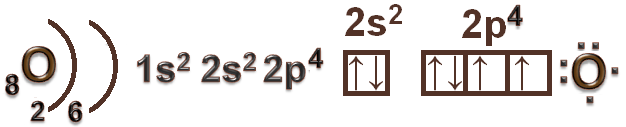 2s² 2p⁴
₈O 1s² 2s² 2p⁴ ↑↓ ↑↓ ↑ ↑ :O:
2 6